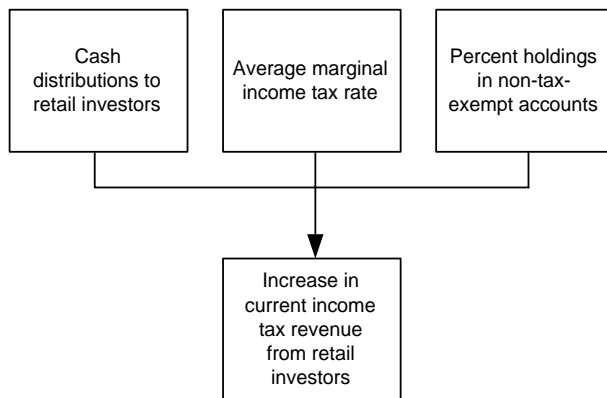 Cash
distributions to
retail investors
Average marginal
income tax rate
Percent holdings
in non-tax-
exempt accounts
Increase in
current income
tax revenue
from retail
investors